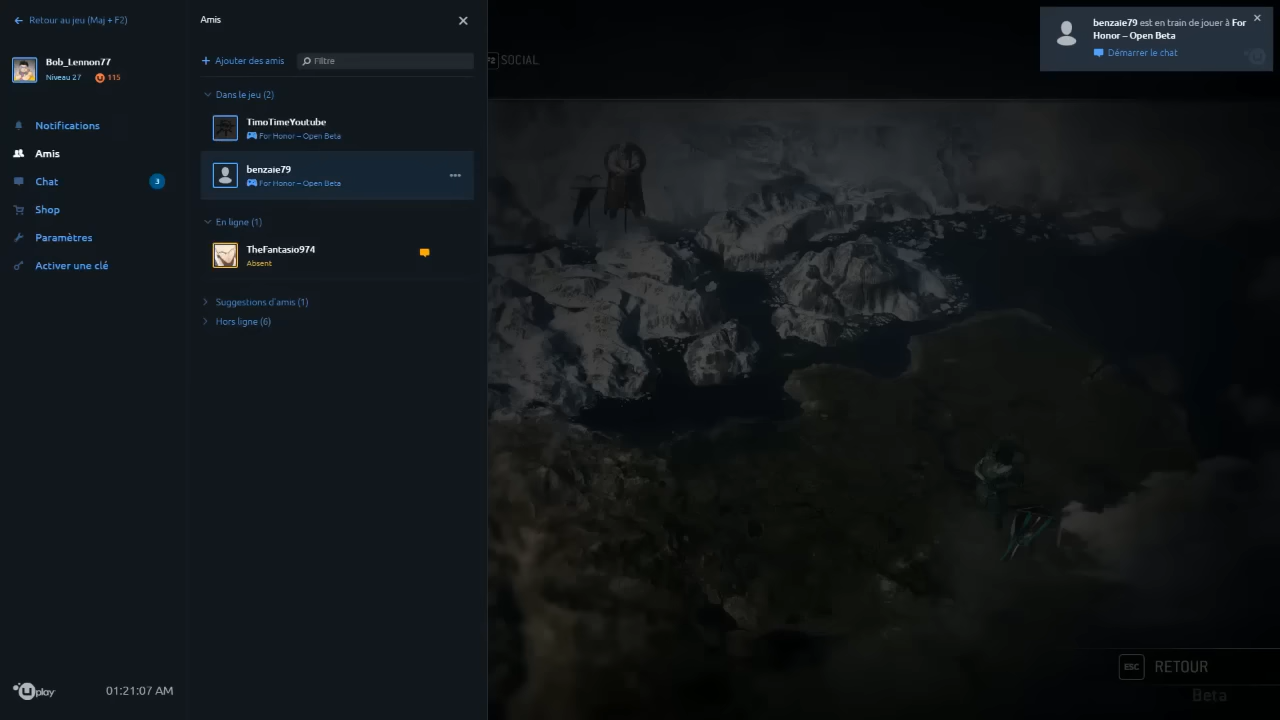 Retour au jeu (Maj + F2)
Bob_Lennon77
Niveau 27
115
Notifications
Amis
Chat
3
Shop
Paramètres
Activer une clé
uplay
01:21:07 AM
Amis
Ajouter des amis
Filtre
Dans le jeu (2)
TimoTimeYoutube
For Honor – Open Beta
benzaie79
For Honor – Open Beta
En ligne (1)
TheFantasio974
Absent
Suggestions d'amis (1)
Hors ligne (6)
F2 SOCIAL
benzaie79 est en train de jouer à For
Honor – Open Beta
Démarrer le chat
ESC RETOUR
Beta